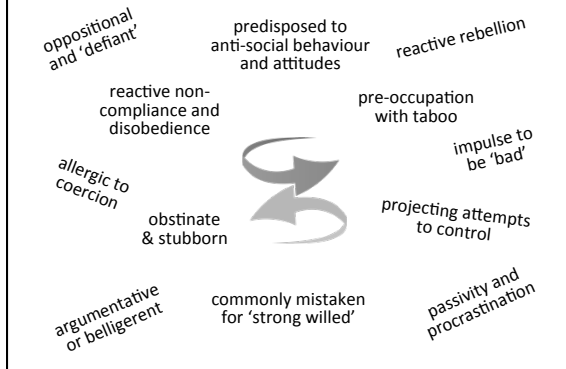 oppositional
and 'defiant'
predisposed to
anti-social behaviour
and attitudes
reactive rebellion
reactive non-
compliance and
disobedience
pre-occupation
with taboo
impulse to
be 'bad'
allergic to
coercion
obstinate
& stubborn
projecting attempts
to control
argumentative
or belligerent
commonly mistaken
for 'strong willed'
passivity and
procrastination